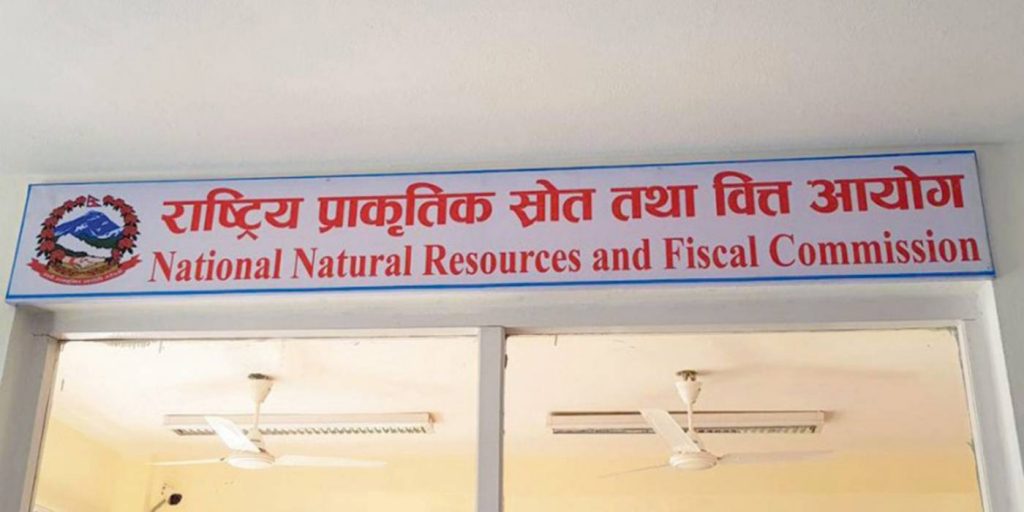 राष्ट्रिय प्राकृतिक स्रोत तथा वित्त आयोग
National Natural Resources and Fiscal Commission